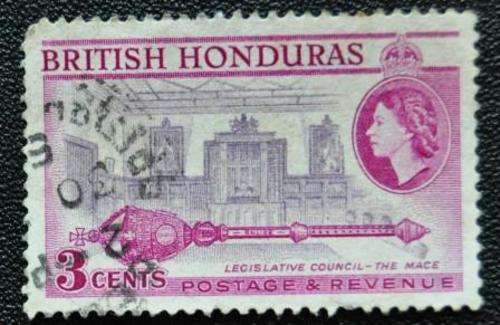 BRITISH HONDURAS
LEGISLATIVE COUNCIL - THE MACE
3 CENTS POSTAGE & REVENUE